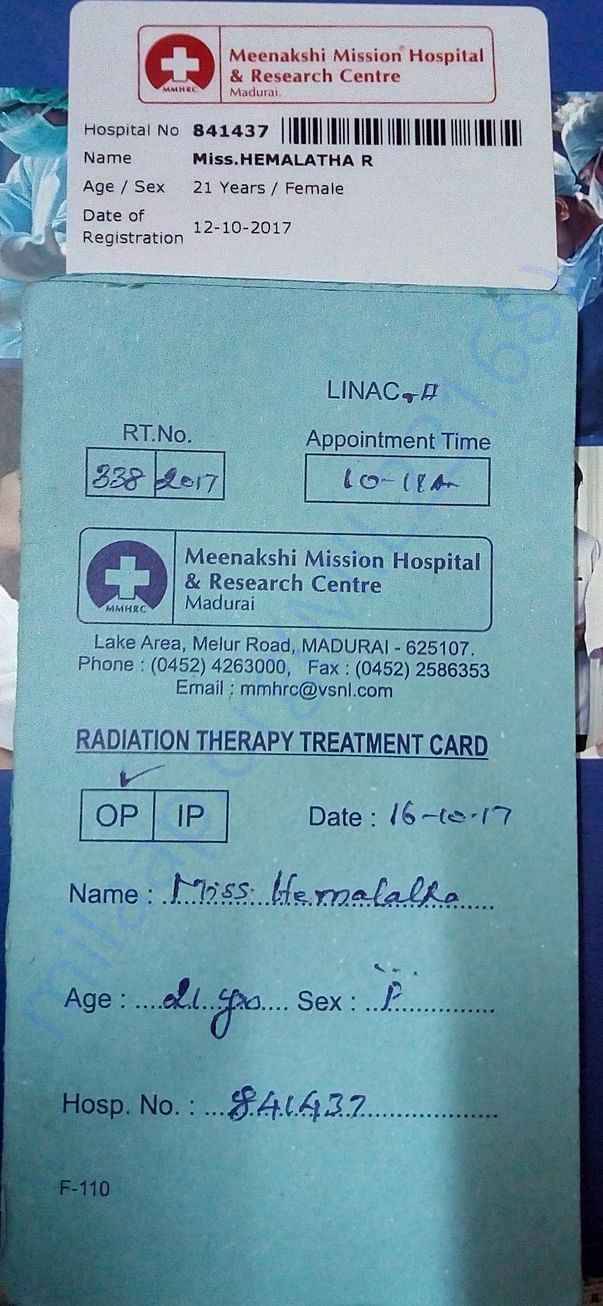 Meenakshi Mission Hospital
& Research Centre
MMHRC
Madurai.
Hospital No 841437
Name Miss.HEMALATHA R
Age / Sex 21 Years / Female
Date of
Registration 12-10-2017
LINAC-
RT.No.
Appointment Time
338 2017
10-11
Meenakshi Mission Hospital
& Research Centre
MMHRC
Madurai
Lake Area, Melur Road, MADURAI - 625107.
Phone : (0452) 4263000, Fax : (0452) 2586353
Email : mmhrc@vsnl.com
RADIATION THERAPY TREATMENT CARD
OP IP Date : 16-10-17
Name : Miss. Hemalatha
Age : 21 yrs Sex : F
Hosp. No. : 841437
F-110